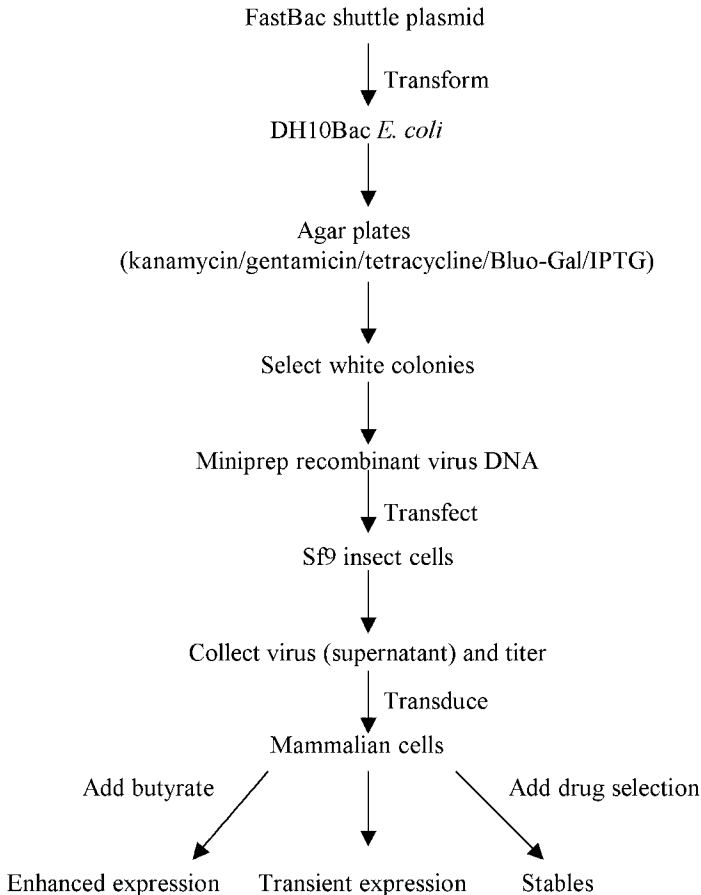 FastBac shuttle plasmid
Transform
DH10Bac E. coli
Agar plates
(kanamycin/gentamicin/tetracycline/Bluo-Gal/IPTG)
Select white colonies
Miniprep recombinant virus DNA
Transfect
Sf9 insect cells
Collect virus (supernatant) and titer
Transduce
Mammalian cells
Add butyrate
Add drug selection
Enhanced expression
Transient expression
Stables